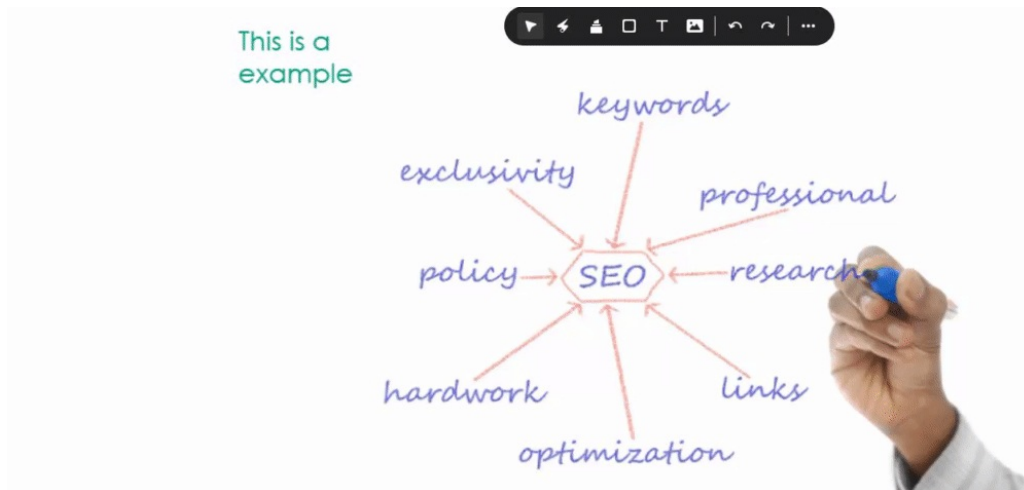 This is a
example
keywords
exclusivity
professional
policy
SEO
research
hardwork
links
optimization